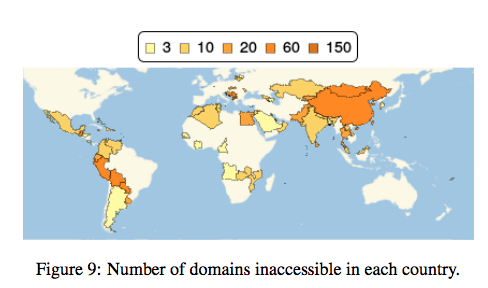 3 10 20 60 150
Figure 9: Number of domains inaccessible in each country.